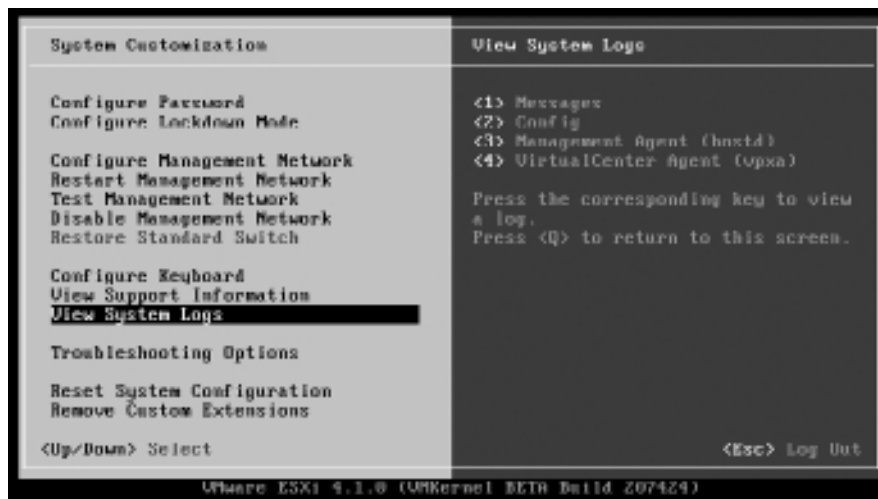 System Customization
Configure Password
Configure Lockdown Mode
Configure Management Network
Restart Management Network
Test Management Network
Disable Management Network
Restore Standard Switch
Configure Keyboard
View Support Information
View System Logs
Troubleshooting Options
Reset System Configuration
Remove Custom Extensions
<Up/Down> Select
View System Logs
<1> Messages
<2> Config
<3> Management Agent (hostd)
<4> VirtualCenter Agent (vpxa)
Press the corresponding key to view
a log.
Press <Q> to return to this screen.
<Esc> Log Out
VMware ESXi 4.1.0 (VMKernel BETA Build 207424)